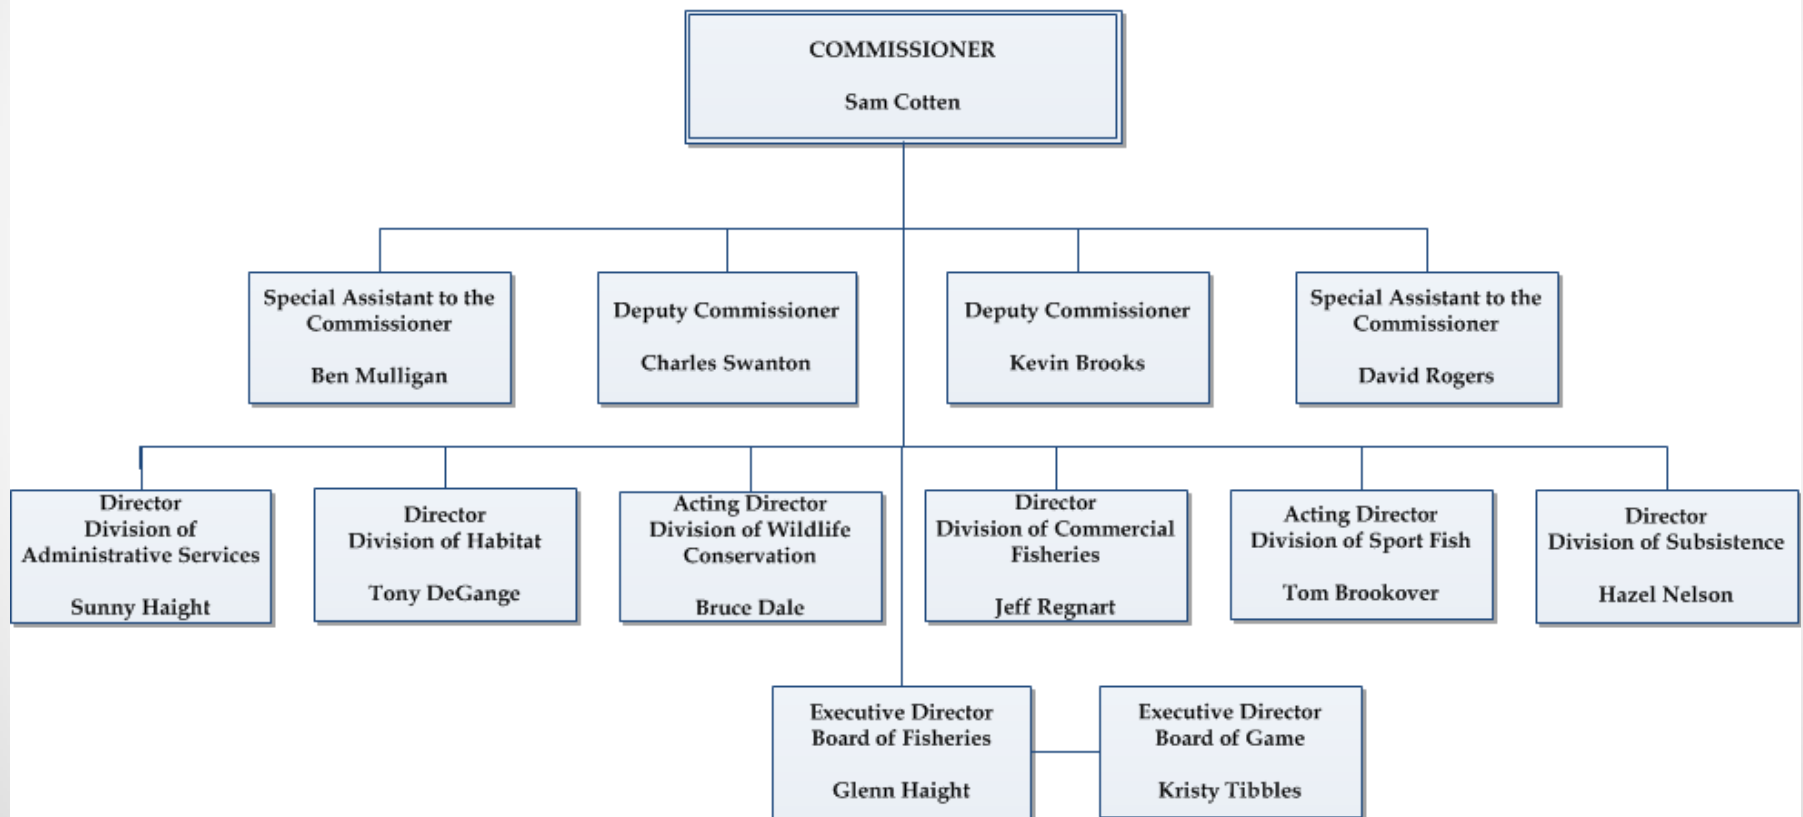 COMMISSIONER
Sam Cotten
Special Assistant to the
Commissioner
Ben Mulligan
Deputy Commissioner
Charles Swanton
Deputy Commissioner
Kevin Brooks
Special Assistant to the
Commissioner
David Rogers
Director
Division of
Administrative Services
Sunny Haight
Director
Division of Habitat
Tony DeGange
Acting Director
Division of Wildlife
Conservation
Bruce Dale
Director
Division of Commercial
Fisheries
Jeff Regnart
Acting Director
Division of Sport Fish
Tom Brookover
Director
Division of Subsistence
Hazel Nelson
Executive Director
Board of Fisheries
Glenn Haight
Executive Director
Board of Game
Kristy Tibbles